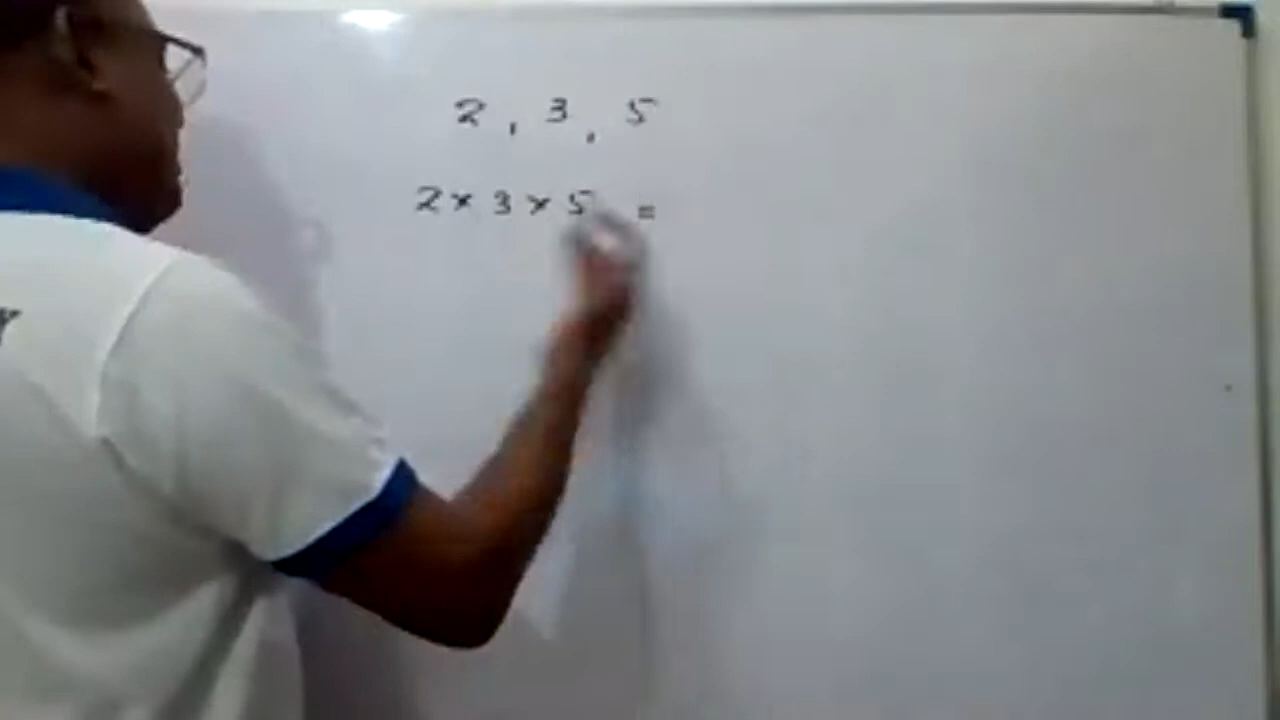 2, 3, 5
2 × 3 × 5 =